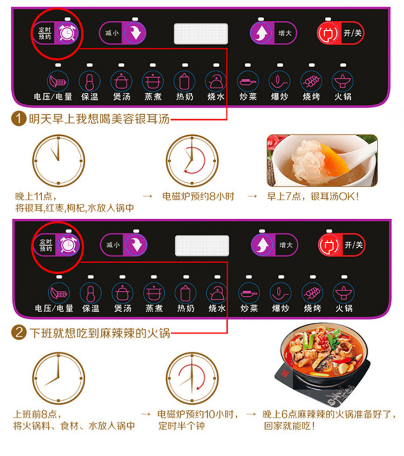 定时
预约
减小
增大
开/关
电压/电量 保温 煲汤 蒸煮 热奶 烧水 炒菜 爆炒 烧烤 火锅
1 明天早上我想喝美容银耳汤
晚上11点,
将银耳,红枣,枸杞,水放入锅中
→ 电磁炉预约8小时
→ 早上7点，银耳汤OK!
定时
预约
减小
增大
开/关
电压/电量 保温 煲汤 蒸煮 热奶 烧水 炒菜 爆炒 烧烤 火锅
2 下班就想吃到麻辣辣的火锅
上班前8点,
将火锅料、食材、水放入锅中
→ 电磁炉预约10小时,
定时半个钟
→ 晚上6点麻辣辣的火锅准备好了,
回家就能吃!